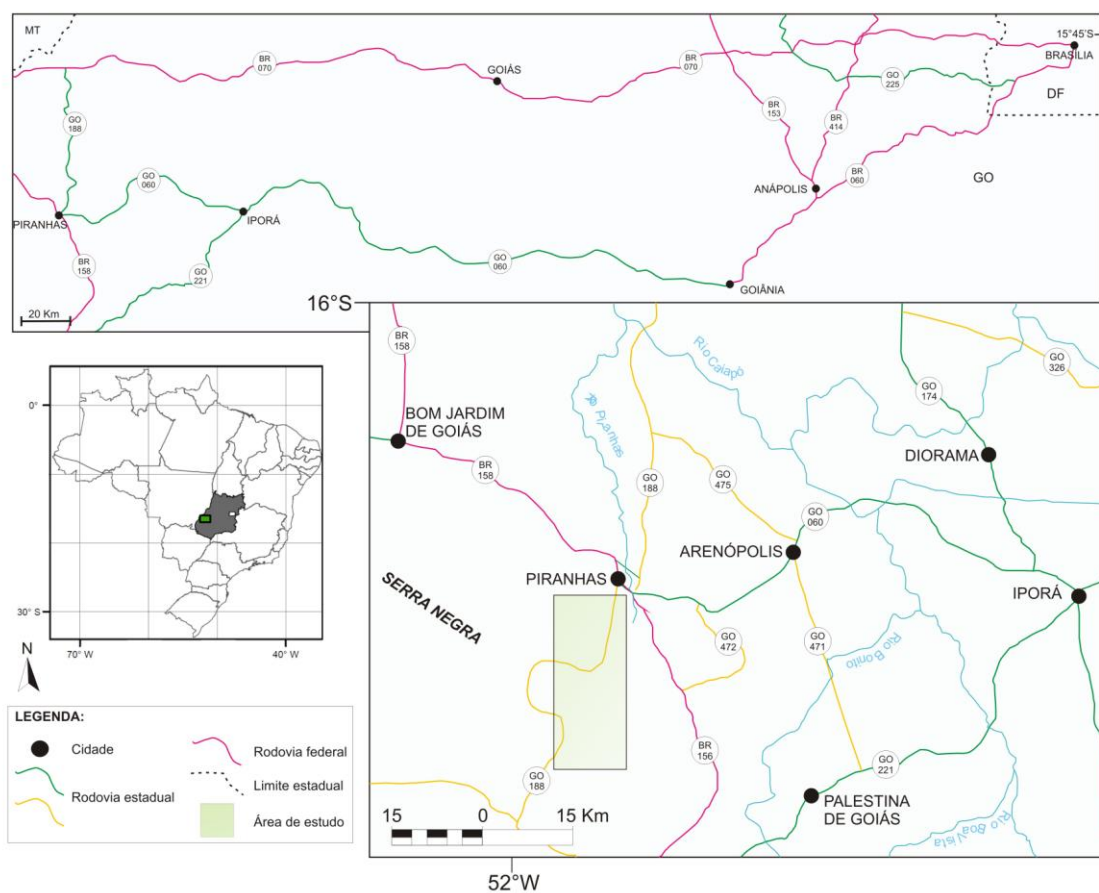 MT
15°45'S
BRASÍLIA
DF
GO
BR
070
GOIÁS
BR
070
GO
225
GO
188
BR
153
BR
414
GO
060
ANÁPOLIS
BR
060
PIRANHAS
IPORÁ
BR
158
GO
221
GO
060
GOIÂNIA
20 Km
16°S
BR
158
Rio Caiapó
GO
326
GO
174
Rio Piranhas
BOM JARDIM
DE GOIÁS
BR
158
GO
188
GO
475
DIORAMA
GO
060
ARENÓPOLIS
PIRANHAS
IPORÁ
SERRA NEGRA
GO
472
GO
471
Rio Bonito
BR
156
GO
221
GO
188
PALESTINA
DE GOIÁS
Rio Boa Vista
15 0 15 Km
52°W
0°
30° S
70° W
40° W
N
LEGENDA:
Cidade
Rodovia estadual
Rodovia federal
Limite estadual
Área de estudo